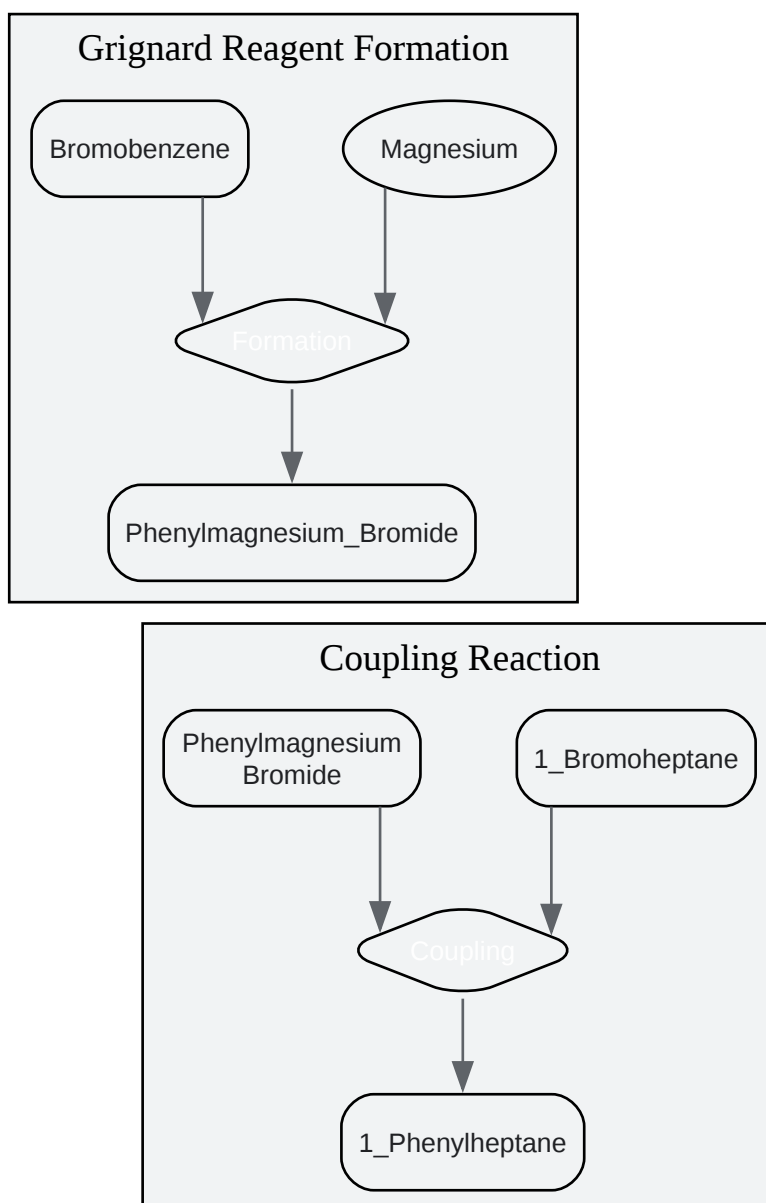 Grignard Reagent Formation
Bromobenzene
Magnesium
Formation
Phenylmagnesium_Bromide
Coupling Reaction
Phenylmagnesium
Bromide
1_Bromoheptane
Coupling
1_Phenylheptane